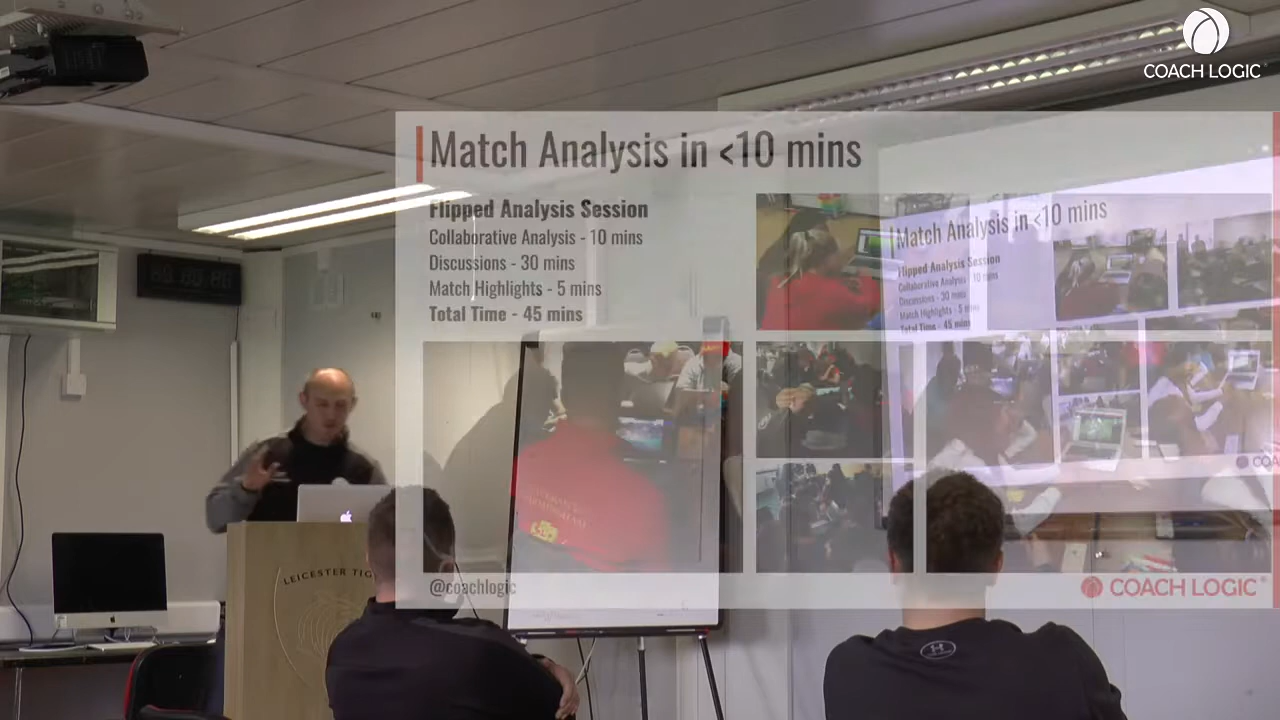 COACH LOGIC
Match Analysis in <10 mins
Flipped Analysis Session
Collaborative Analysis - 10 mins
Discussions - 30 mins
Match Highlights - 5 mins
Total Time - 45 mins
@coachlogic
COACH LOGIC®
Match Analysis in <10 mins
Flipped Analysis Session
Collaborative Analysis - 10 mins
Discussions - 30 mins
Match Highlights - 5 mins
Total Time - 45 mins
COA
LEICESTER TIG